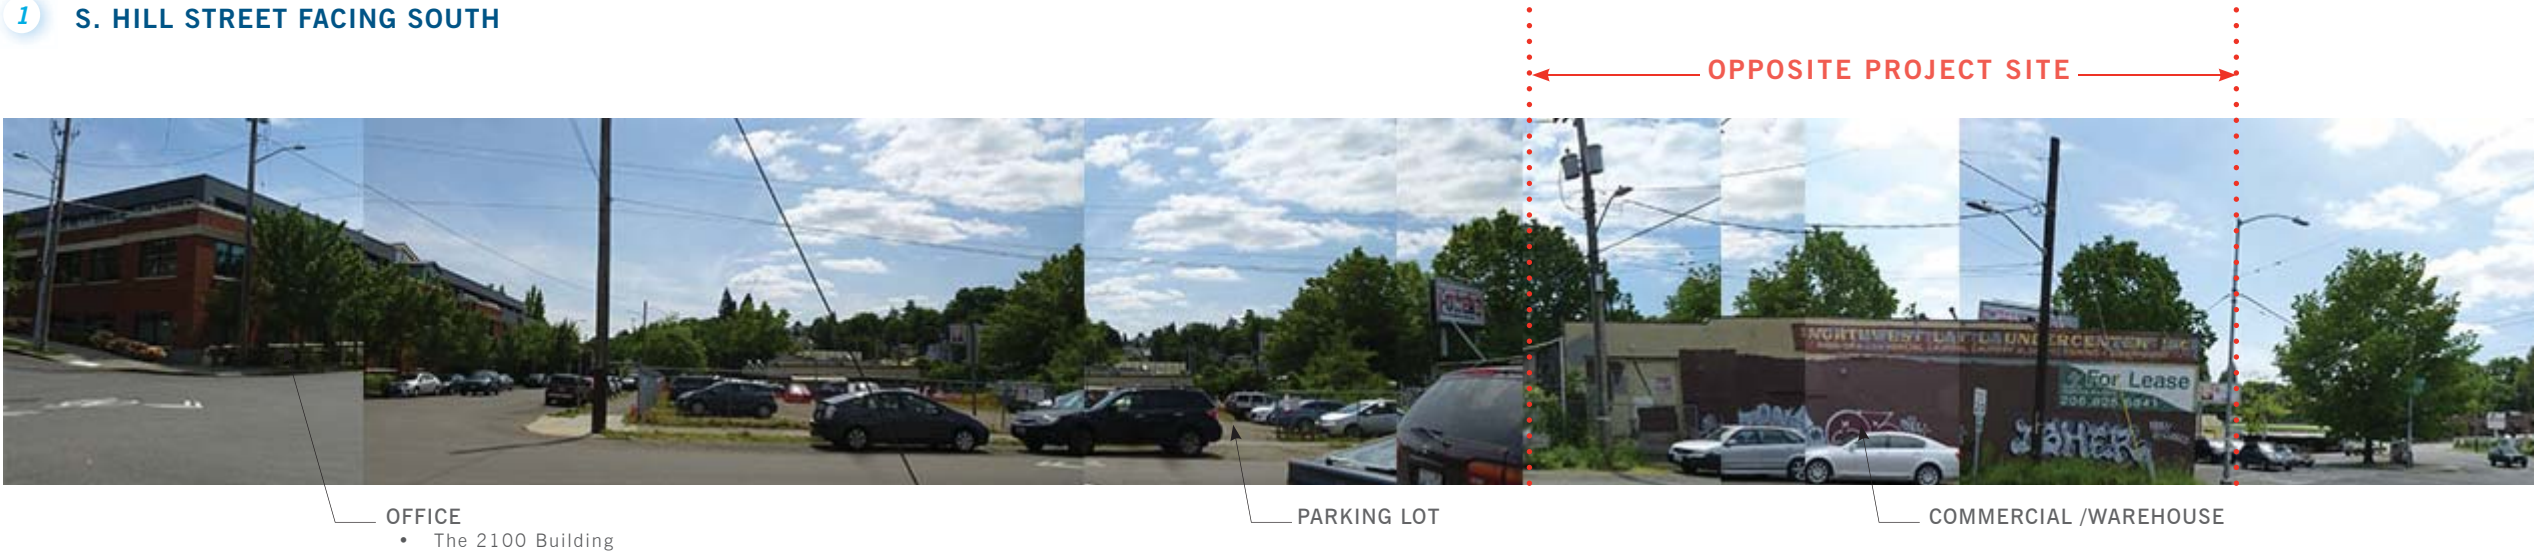 1
S. HILL STREET FACING SOUTH
OPPOSITE PROJECT SITE
For Lease
OFFICE
• The 2100 Building
PARKING LOT
COMMERCIAL /WAREHOUSE